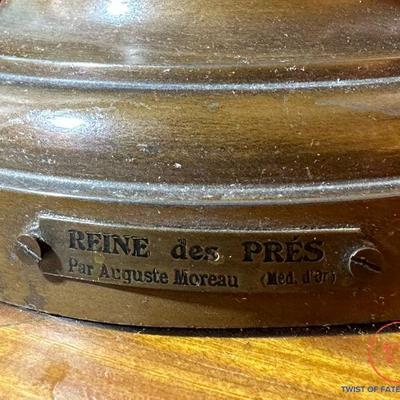 REINE des PRÉS
Par Auguste Moreau (Méd. d'Or)
TWIST OF FATE